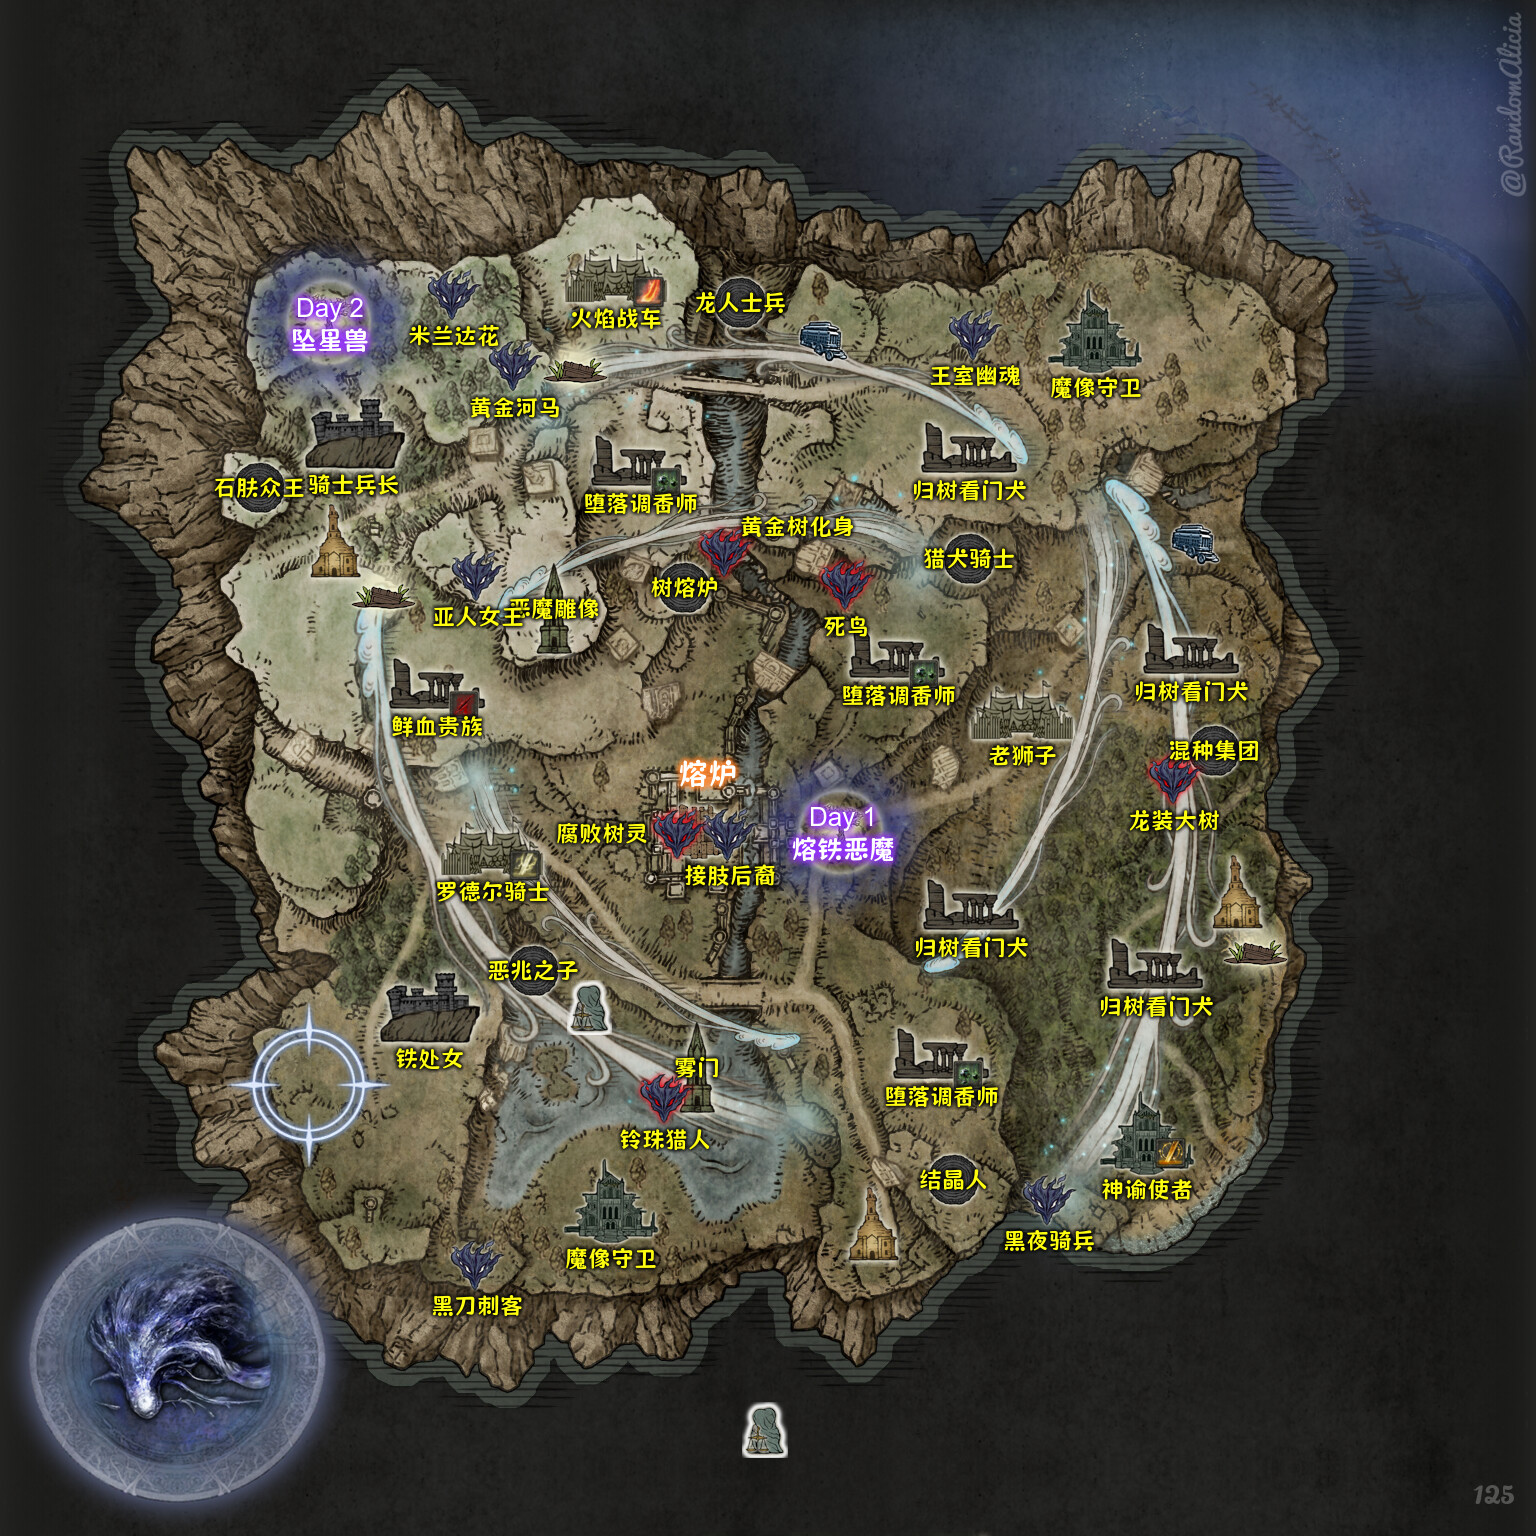 @RandomAlicia
Day 2
坠星兽
米兰达花
火焰战车
龙人士兵
王室幽魂
魔像守卫
黄金河马
石肤众王
骑士兵长
堕落调香师
归树看门犬
黄金树化身
猎犬骑士
树熔炉
亚人女王
恶魔雕像
死鸟
堕落调香师
归树看门犬
鲜血贵族
老狮子
混种集团
熔炉
龙装大树
Day 1
熔铁恶魔
腐败树灵
接肢后裔
罗德尔骑士
归树看门犬
恶兆之子
归树看门犬
铁处女
雾门
堕落调香师
铃珠猎人
结晶人
神谕使者
黑夜骑兵
魔像守卫
黑刀刺客
125